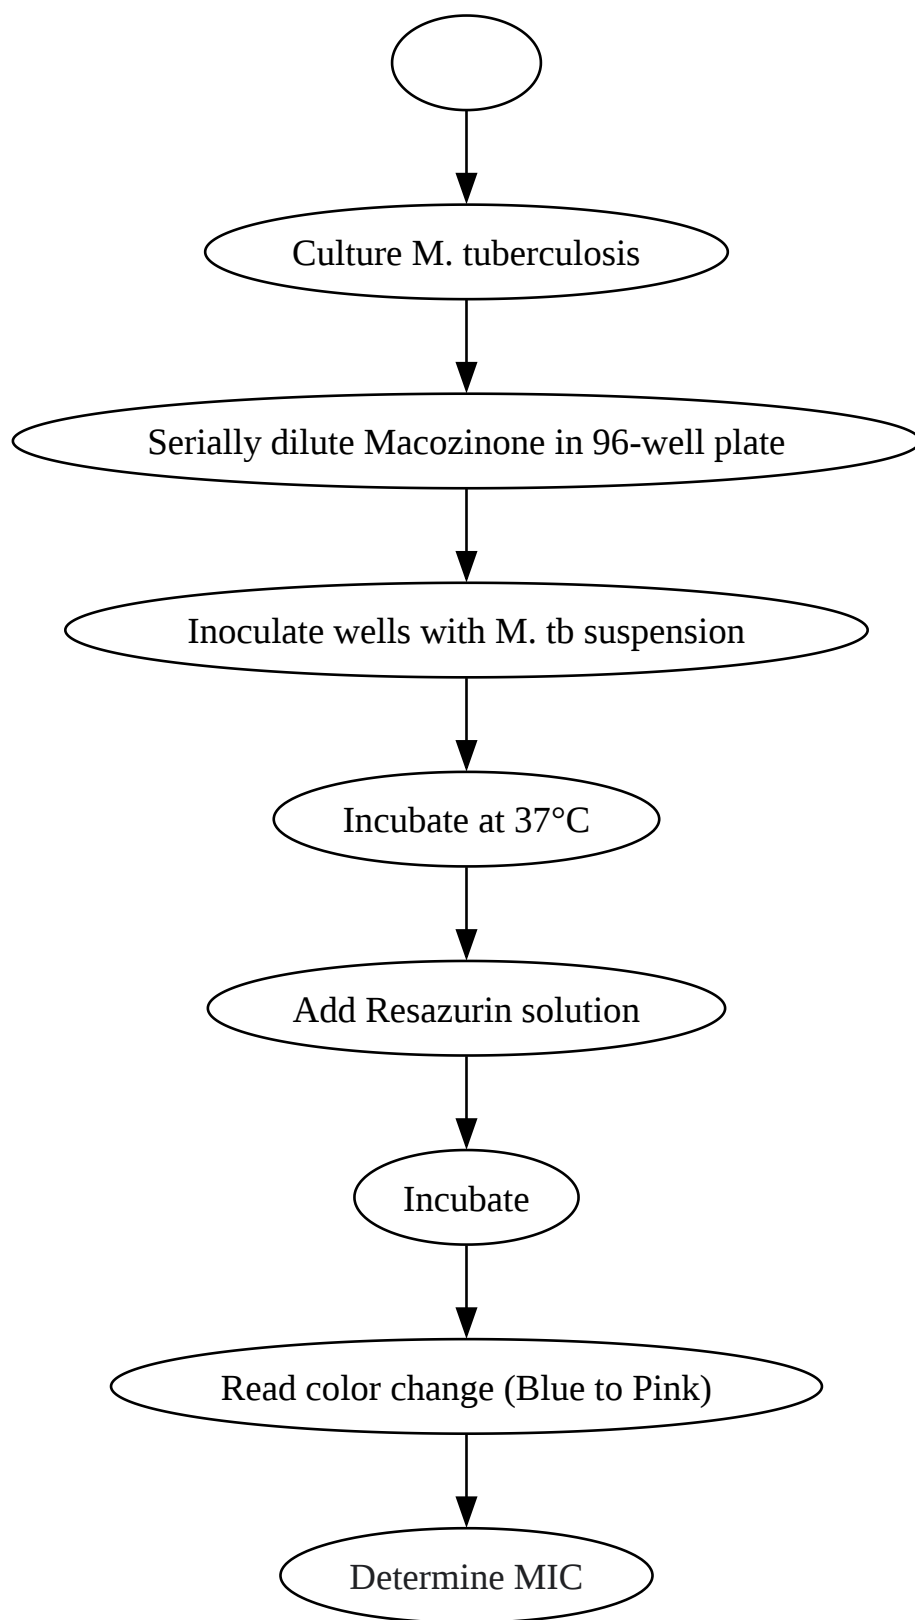 Culture M. tuberculosis
Serially dilute Macozinone in 96-well plate
Inoculate wells with M. tb suspension
Incubate at 37°C
Add Resazurin solution
Incubate
Read color change (Blue to Pink)
Determine MIC